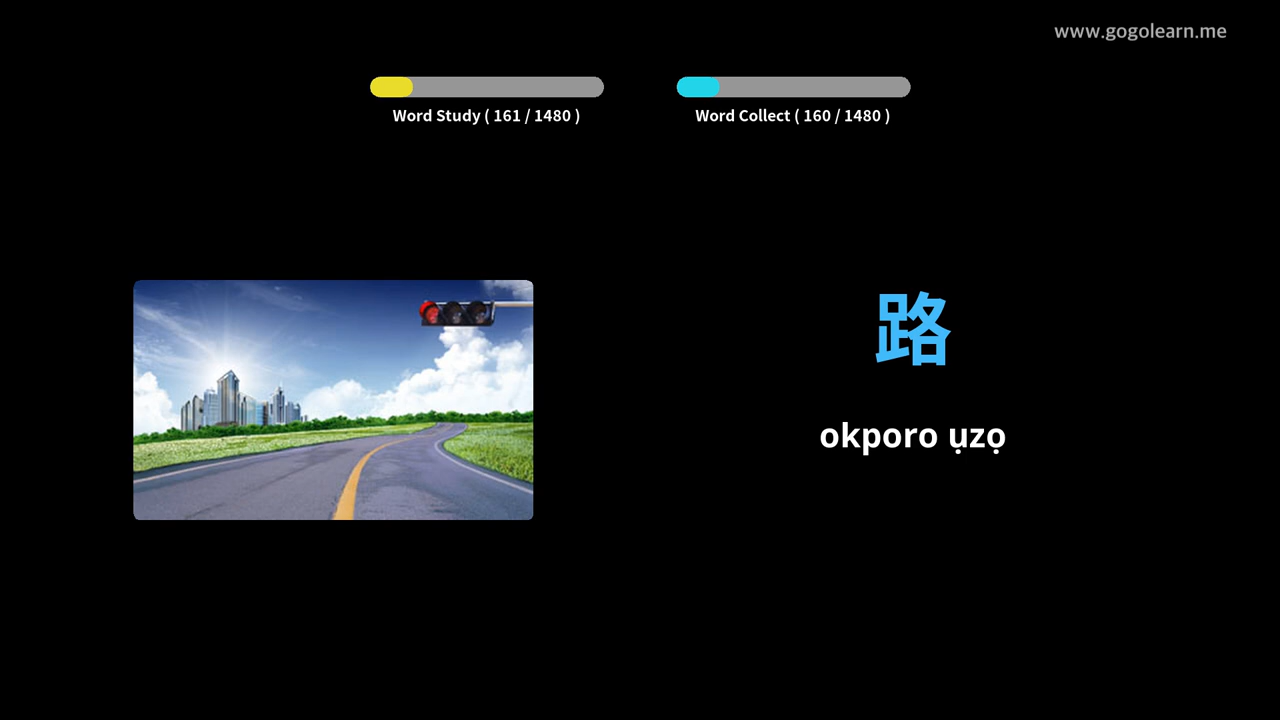 www.gogolearn.me
Word Study ( 161 / 1480 )
Word Collect ( 160 / 1480 )
路
okporo ụzọ